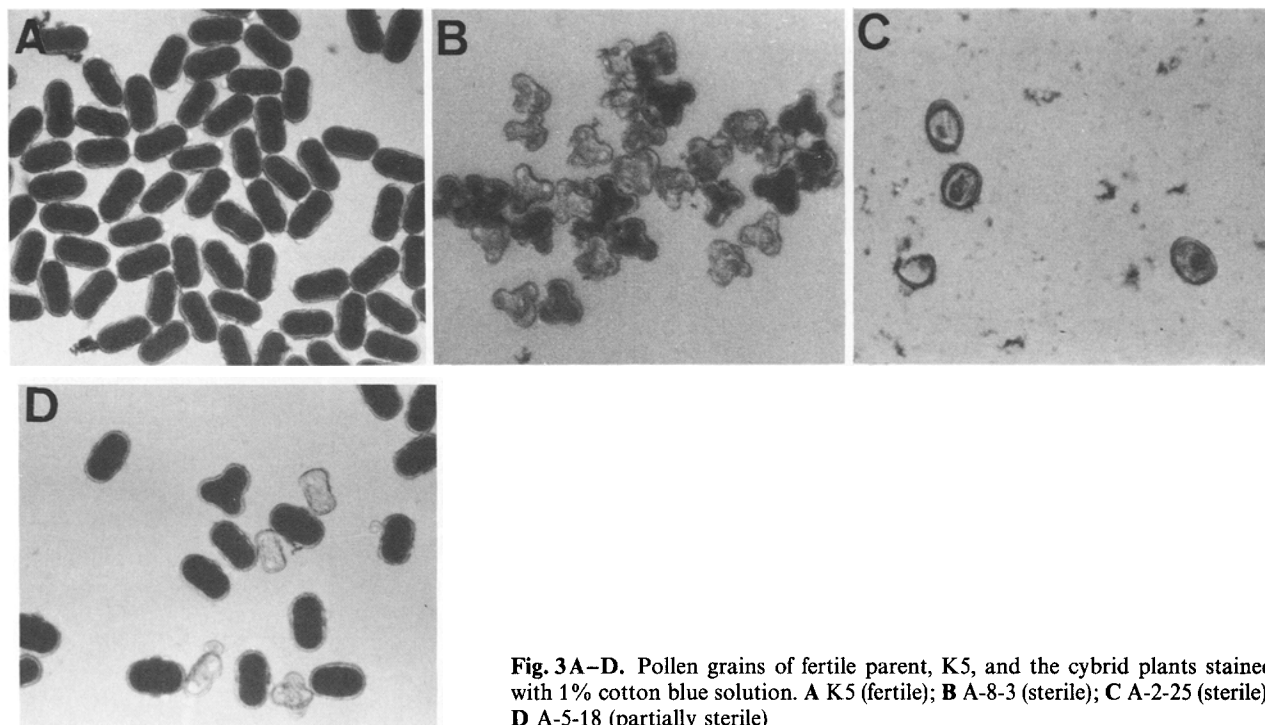 A
B
C
D
Fig. 3 A–D. Pollen grains of fertile parent, K5, and the cybrid plants stained
with 1% cotton blue solution. A K5 (fertile); B A-8-3 (sterile); C A-2-25 (sterile)
D A-5-18 (partially sterile)